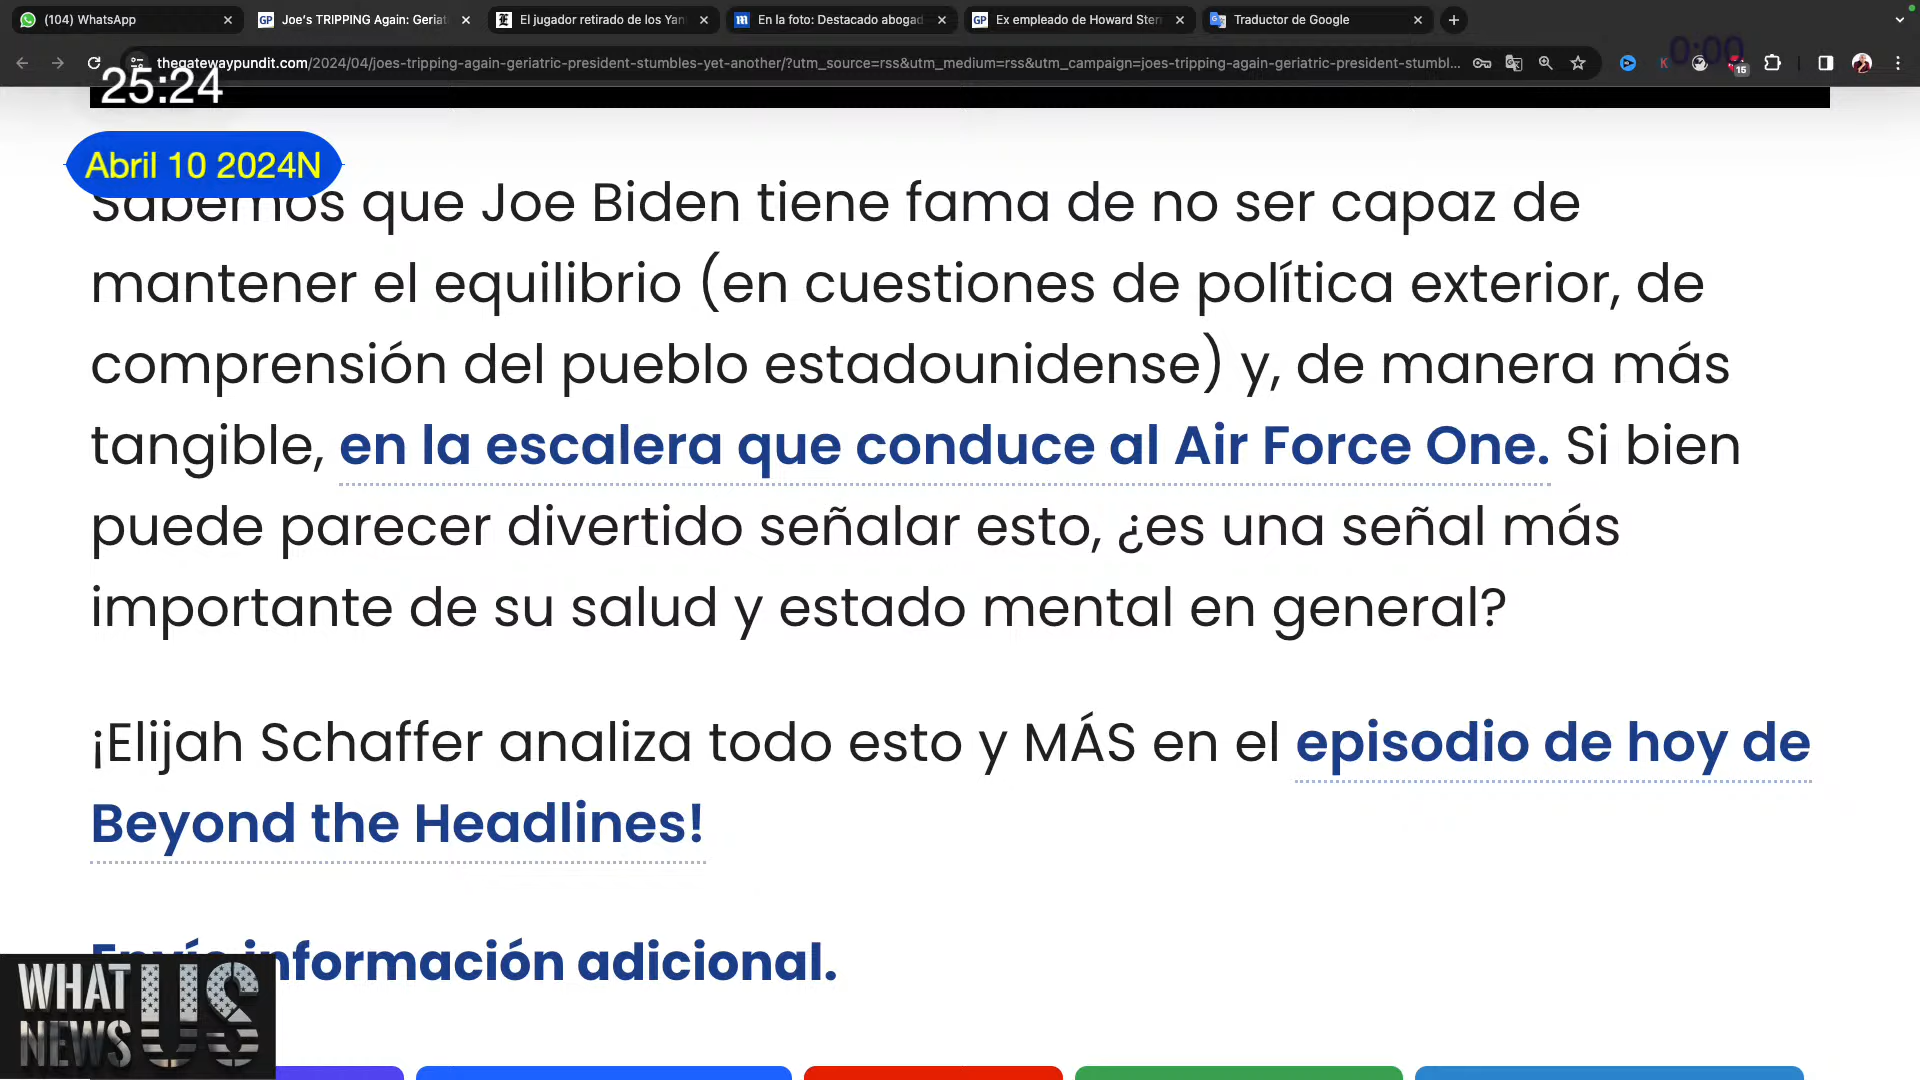 (104) WhatsApp
Joe's TRIPPING Again: Geriat
El jugador retirado de los Yan
En la foto: Destacado abogad
Ex empleado de Howard Stern
Traductor de Google
thegatewaypundit.com/2024/04/joes-tripping-again-geriatric-president-stumbles-yet-another/?utm_source=rss&utm_medium=rss&utm_campaign=joes-tripping-again-geriatric-president-stumbl...
0:00
15
25:24
Abril 10 2024N
Sabemos que Joe Biden tiene fama de no ser capaz de
mantener el equilibrio (en cuestiones de política exterior, de
comprensión del pueblo estadounidense) y, de manera más
tangible, en la escalera que conduce al Air Force One. Si bien
puede parecer divertido señalar esto, ¿es una señal más
importante de su salud y estado mental en general?
¡Elijah Schaffer analiza todo esto y MÁS en el episodio de hoy de
Beyond the Headlines!
Envíe información adicional.
WHAT
NEWS
US